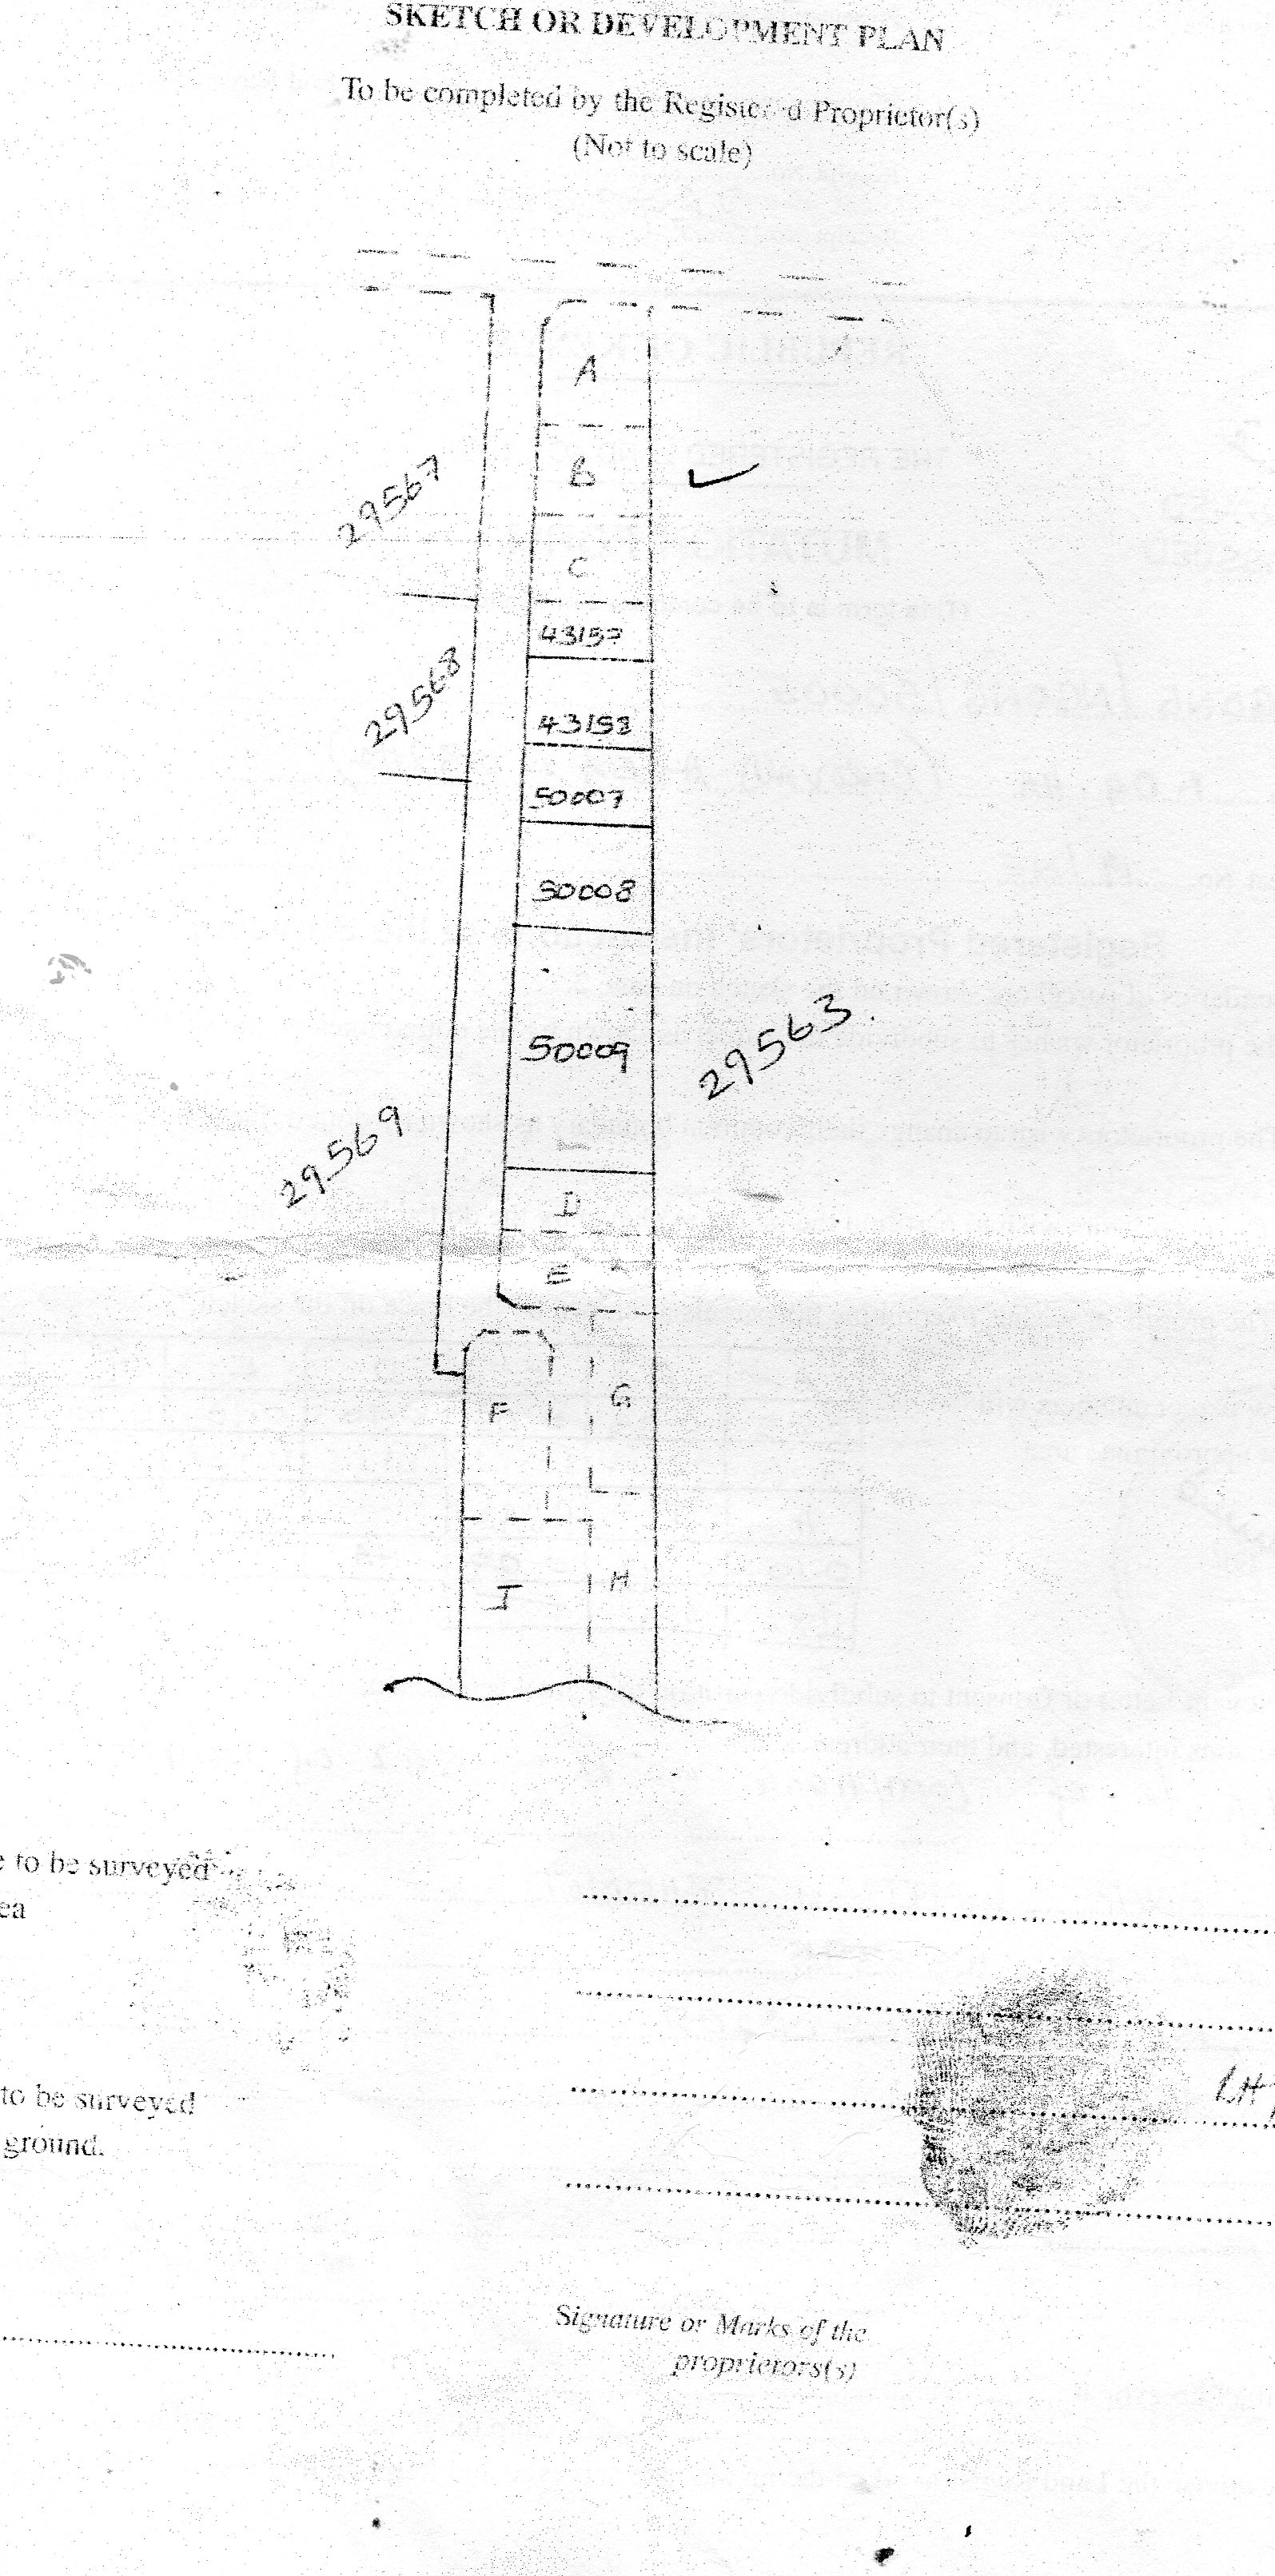 SKETCH OR DEVELOPMENT PLAN
To be completed by the Registered Proprietor(s)
(Not to scale)
A
29567
B
C
43157
29568
43158
50007
50008
29563
50009
29569
D
E
F
G
I
H
to be surveyed
to be surveyed
ground.
Signature or Marks of the
proprietors(s)